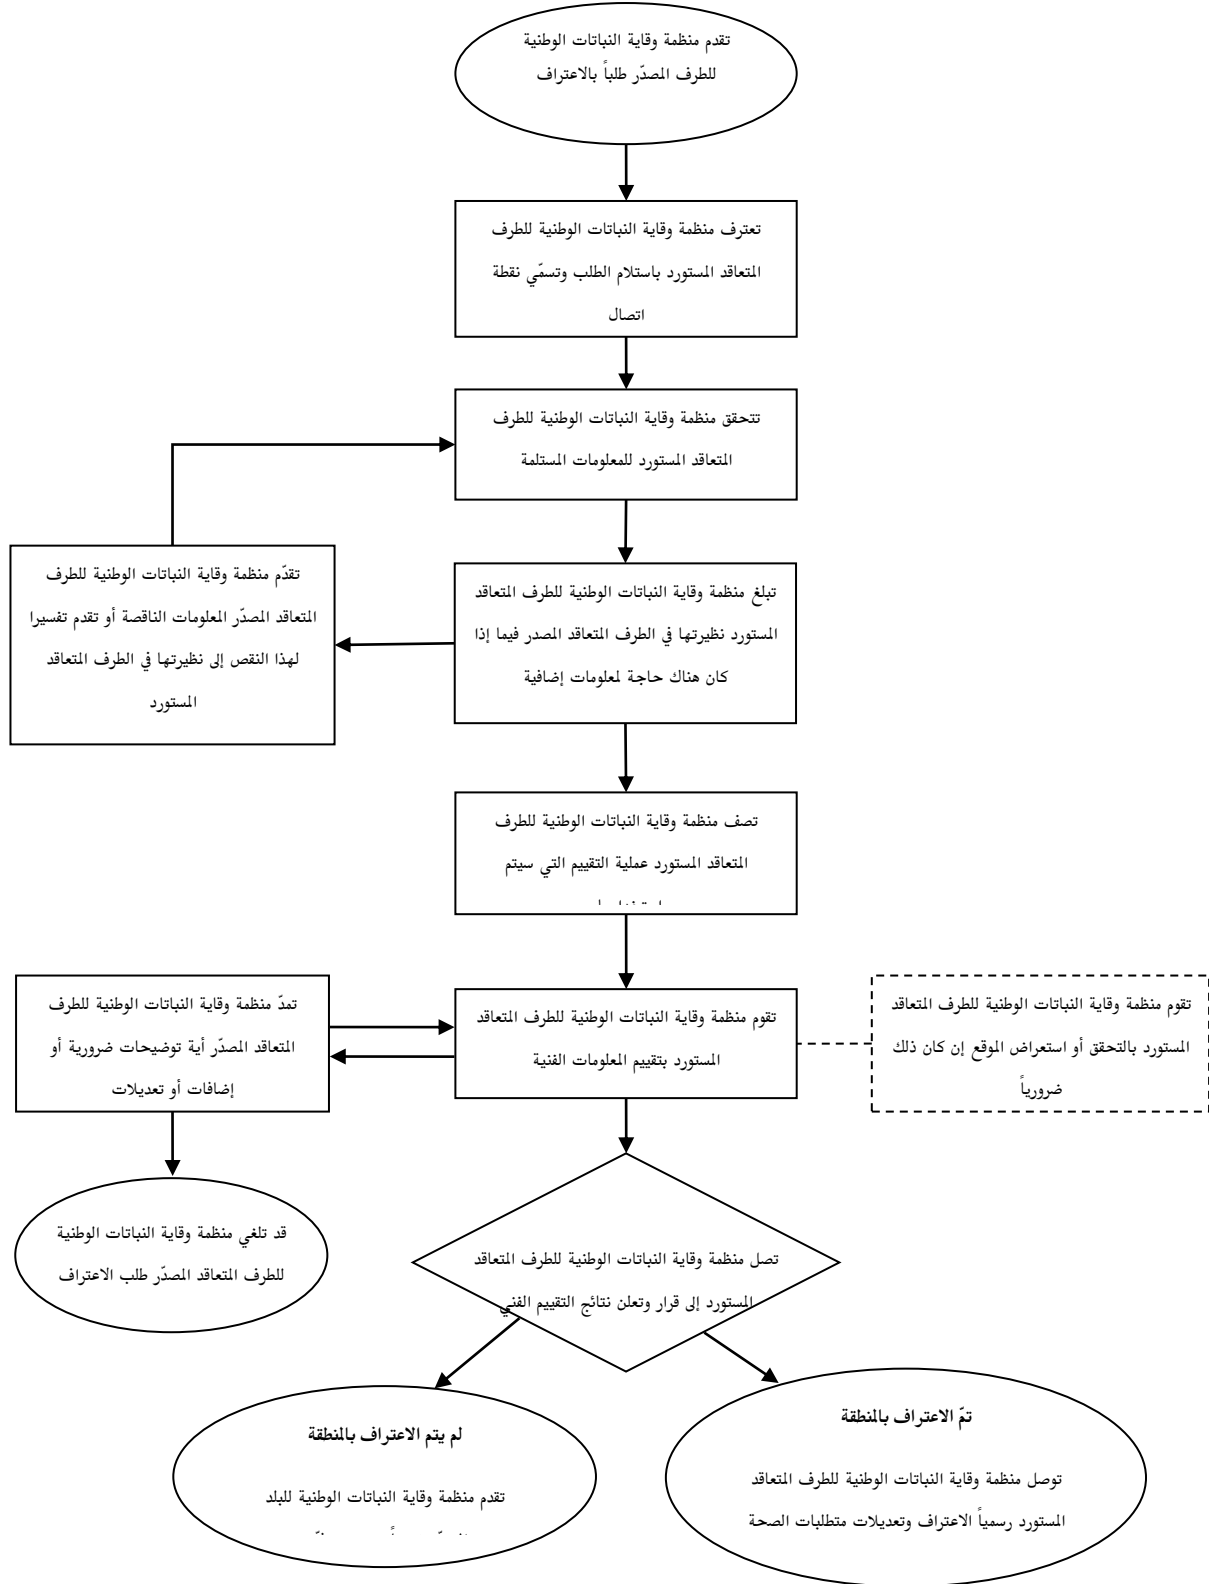 تقدم منظمة وقاية النباتات الوطنية
للطرف المصدّر طلباً بالاعتراف
تعترف منظمة وقاية النباتات الوطنية للطرف
المتعاقد المستورد باستلام الطلب وتسمّي نقطة
اتصال
تتحقق منظمة وقاية النباتات الوطنية للطرف
المتعاقد المستورد للمعلومات المستلمة
تبلغ منظمة وقاية النباتات الوطنية للطرف المتعاقد
المستورد نظيرتها في الطرف المتعاقد المصدر فيما إذا
كان هناك حاجة لمعلومات إضافية
تقدّم منظمة وقاية النباتات الوطنية للطرف
المتعاقد المصدّر المعلومات الناقصة أو تقدم تفسيرا
لهذا النقص إلى نظيرتها في الطرف المتعاقد
المستورد
تصف منظمة وقاية النباتات الوطنية للطرف
المتعاقد المستورد عملية التقييم التي سيتم
تقوم منظمة وقاية النباتات الوطنية للطرف المتعاقد
المستورد بتقييم المعلومات الفنية
تقوم منظمة وقاية النباتات الوطنية للطرف المتعاقد
المستورد بالتحقق أو استعراض الموقع إن كان ذلك
ضرورياً
تمدّ منظمة وقاية النباتات الوطنية للطرف
المتعاقد المصدّر أية توضيحات ضرورية أو
إضافات أو تعديلات
قد تلغي منظمة وقاية النباتات الوطنية
للطرف المتعاقد المصدّر طلب الاعتراف
تصل منظمة وقاية النباتات الوطنية للطرف المتعاقد
المستورد إلى قرار وتعلن نتائج التقييم الفني
تمّ الاعتراف بالمنطقة
توصل منظمة وقاية النباتات الوطنية للطرف المتعاقد
المستورد رسمياً الاعتراف وتعديلات متطلبات الصحة
لم يتم الاعتراف بالمنطقة
تقدم منظمة وقاية النباتات الوطنية للبلد